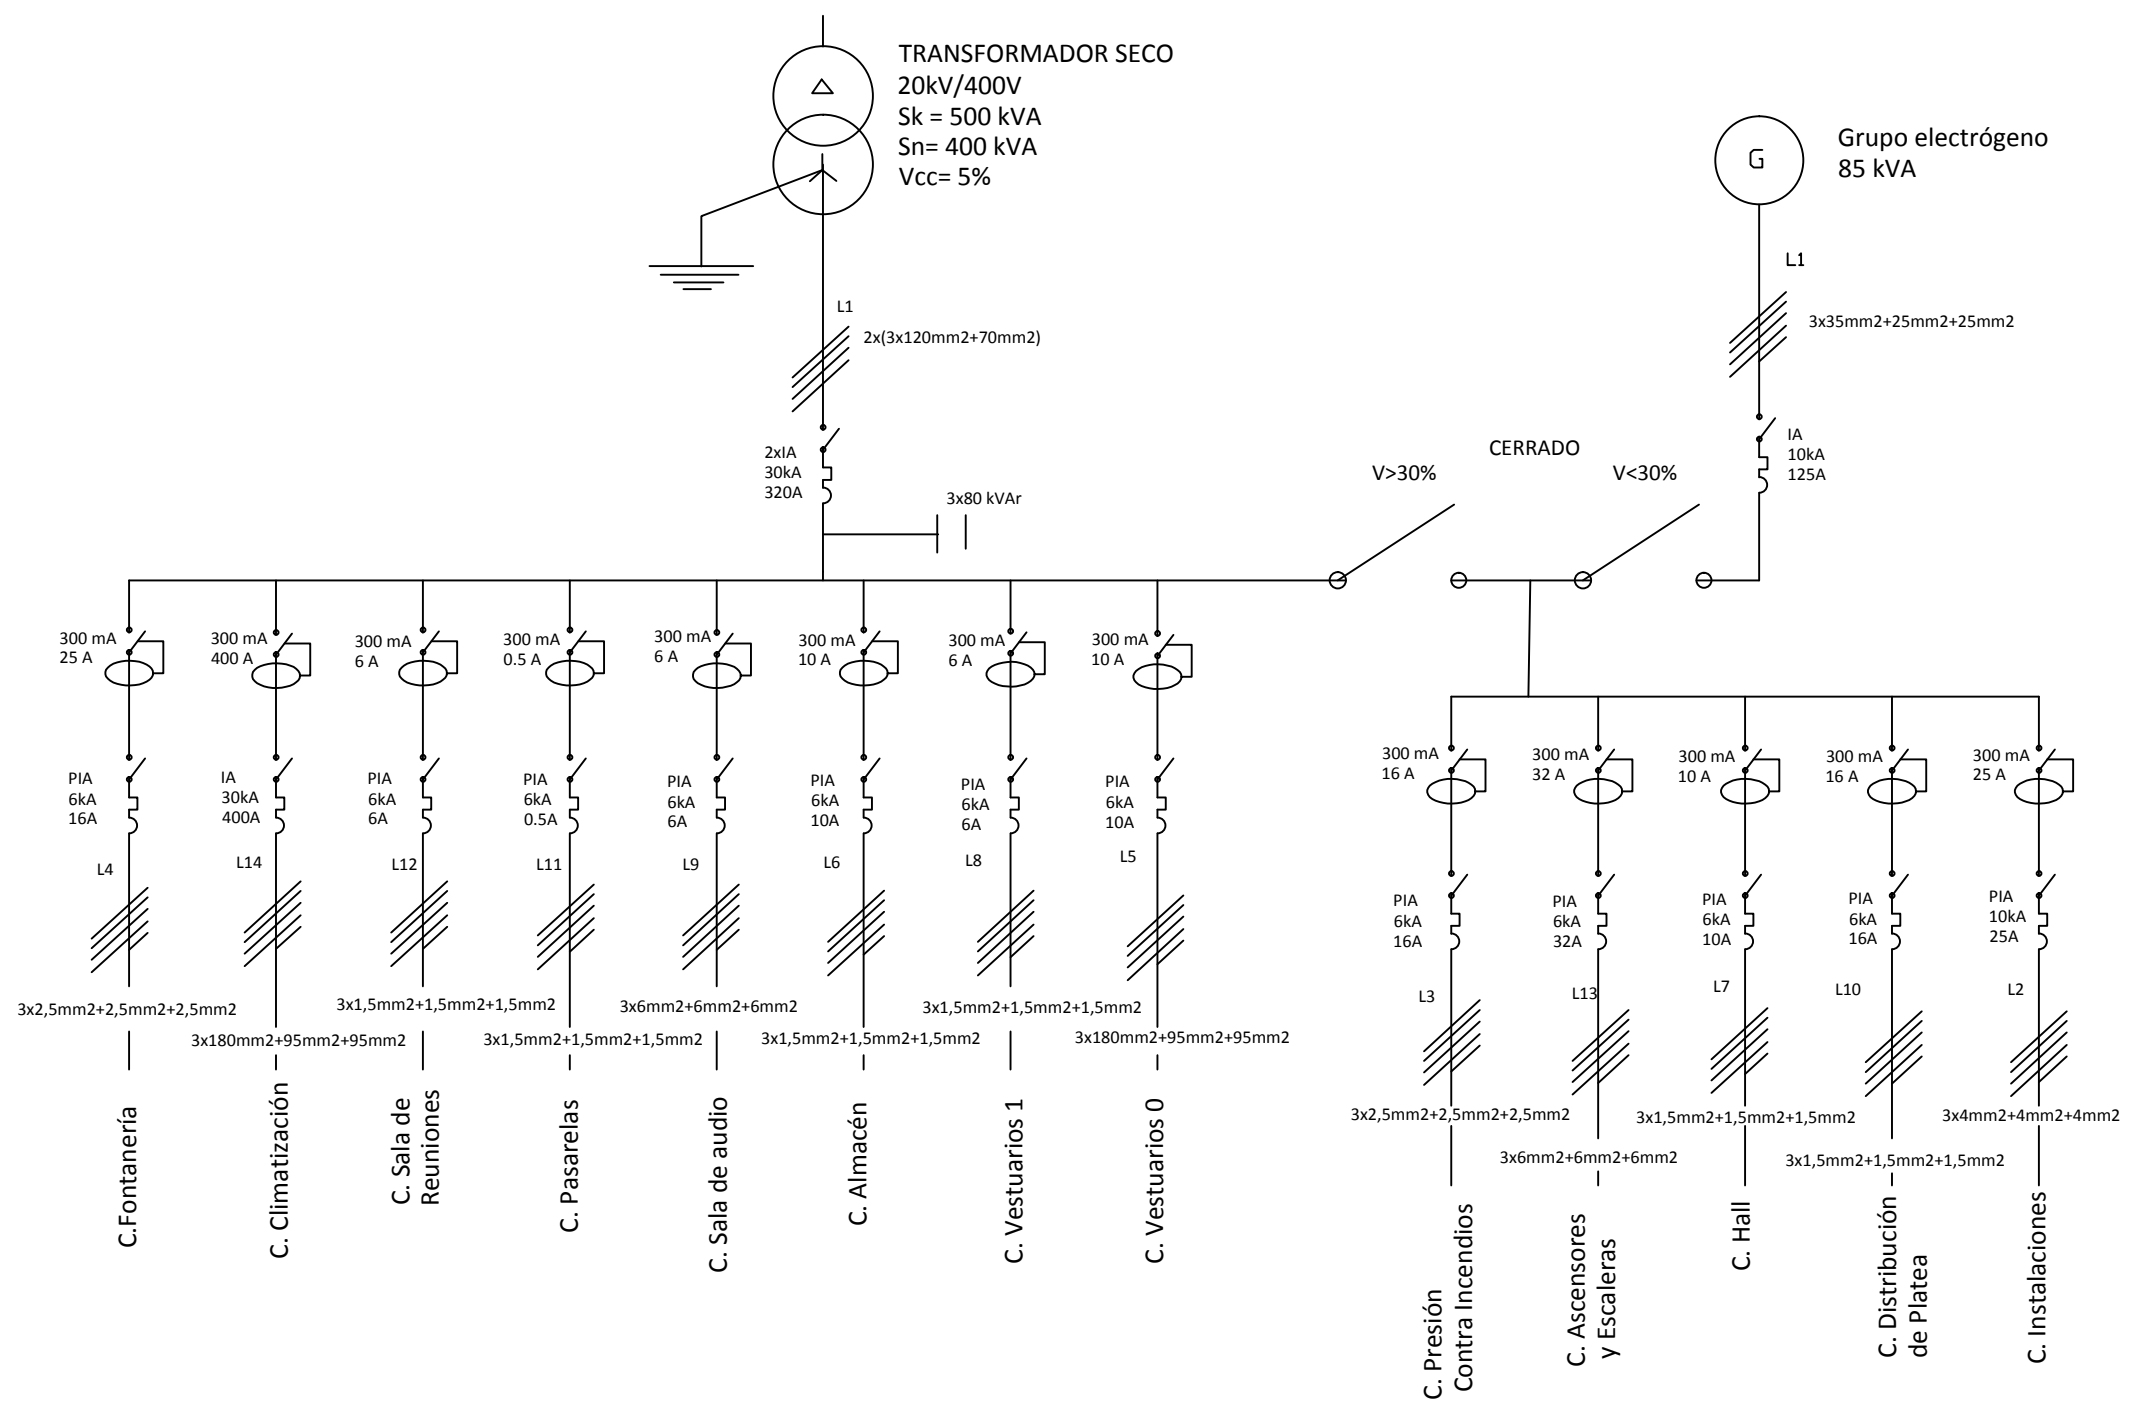 TRANSFORMADOR SECO
20kV/400V
Sk = 500 kVA
Sn= 400 kVA
Vcc= 5%
G
Grupo electrógeno
85 kVA
L1
3x35mm2+25mm2+25mm2
L1
2x(3x120mm2+70mm2)
2xIA
30kA
320A
3x80 kVAr
CERRADO
V>30%
V<30%
IA
10kA
125A
300 mA
25 A
300 mA
400 A
300 mA
6 A
300 mA
0.5 A
300 mA
6 A
300 mA
10 A
300 mA
6 A
300 mA
10 A
PIA
6kA
16A
IA
30kA
400A
PIA
6kA
6A
PIA
6kA
0.5A
PIA
6kA
6A
PIA
6kA
10A
PIA
6kA
6A
PIA
6kA
10A
L4
L14
L12
L11
L9
L6
L8
L5
3x2,5mm2+2,5mm2+2,5mm2
3x180mm2+95mm2+95mm2
3x1,5mm2+1,5mm2+1,5mm2
3x1,5mm2+1,5mm2+1,5mm2
3x6mm2+6mm2+6mm2
3x1,5mm2+1,5mm2+1,5mm2
3x1,5mm2+1,5mm2+1,5mm2
3x180mm2+95mm2+95mm2
C.Fontanería
C. Climatización
C. Sala de
Reuniones
C. Pasarelas
C. Sala de audio
C. Almacén
C. Vestuarios 1
C. Vestuarios 0
300 mA
16 A
300 mA
32 A
300 mA
10 A
300 mA
16 A
300 mA
25 A
PIA
6kA
16A
PIA
6kA
32A
PIA
6kA
10A
PIA
6kA
16A
PIA
10kA
25A
L3
L13
L7
L10
L2
3x2,5mm2+2,5mm2+2,5mm2
3x6mm2+6mm2+6mm2
3x1,5mm2+1,5mm2+1,5mm2
3x1,5mm2+1,5mm2+1,5mm2
3x4mm2+4mm2+4mm2
C. Presión
Contra Incendios
C. Ascensores
y Escaleras
C. Hall
C. Distribución
de Platea
C. Instalaciones